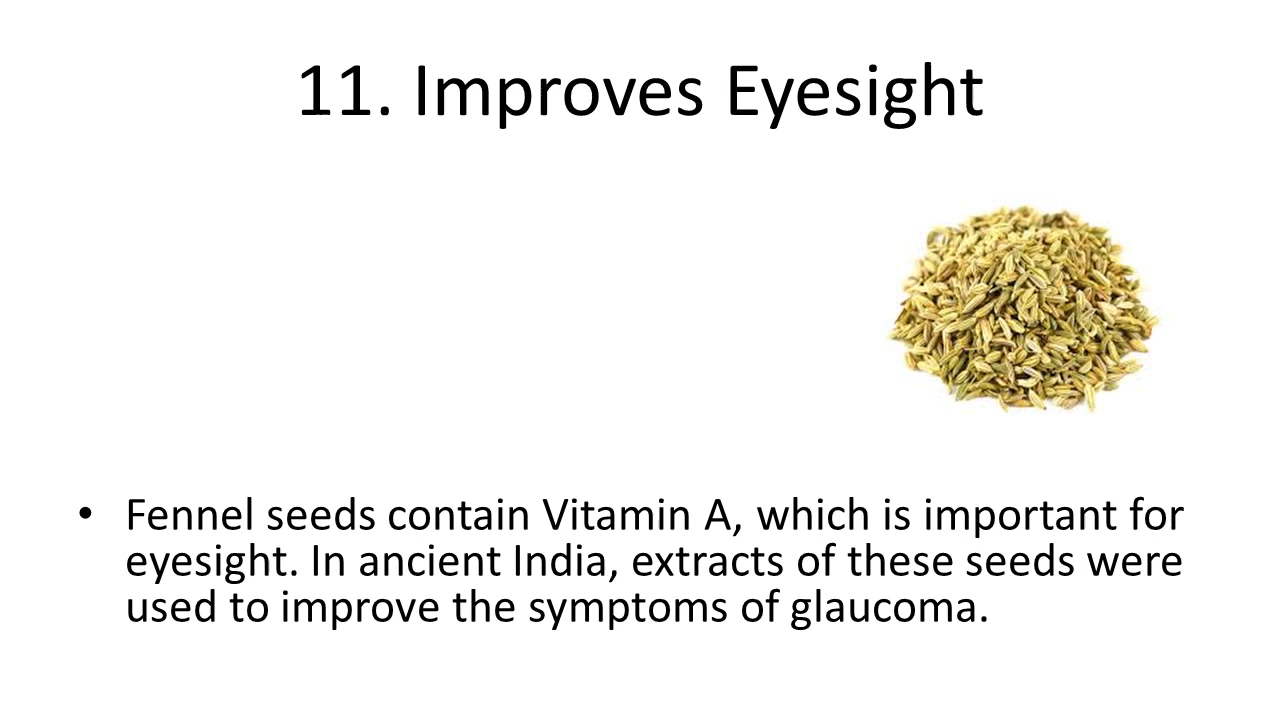 11. Improves Eyesight
• Fennel seeds contain Vitamin A, which is important for
eyesight. In ancient India, extracts of these seeds were
used to improve the symptoms of glaucoma.